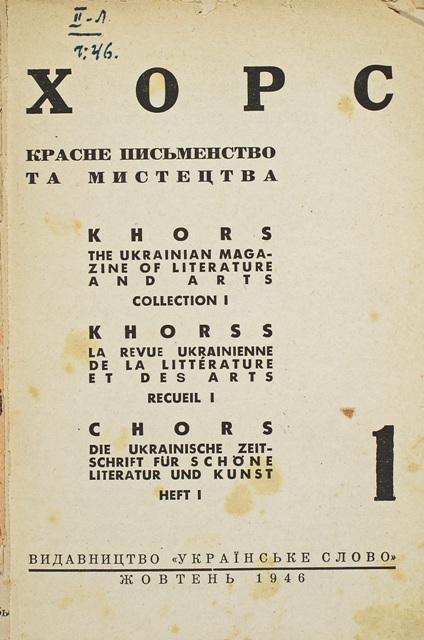 II-Л.
г: 46.
ХОРС
КРАСНЕ ПИСЬМЕНСТВО
ТА МИСТЕЦТВА
KHORS
THE UKRAINIAN MAGA-
ZINE OF LITERATURE
AND ARTS
COLLECTION I
KHORSS
LA REVUE UKRAINIENNE
DE LA LITTÉRATURE
ET DES ARTS
RECUEIL I
CHORS
DIE UKRAINISCHE ZEIT-
SCHRIFT FÜR SCHÖNE
LITERATUR UND KUNST
HEFT I
1
ВИДАВНИЦТВО «УКРАЇНСЬКЕ СЛОВО»
ЖОВТЕНЬ 1946